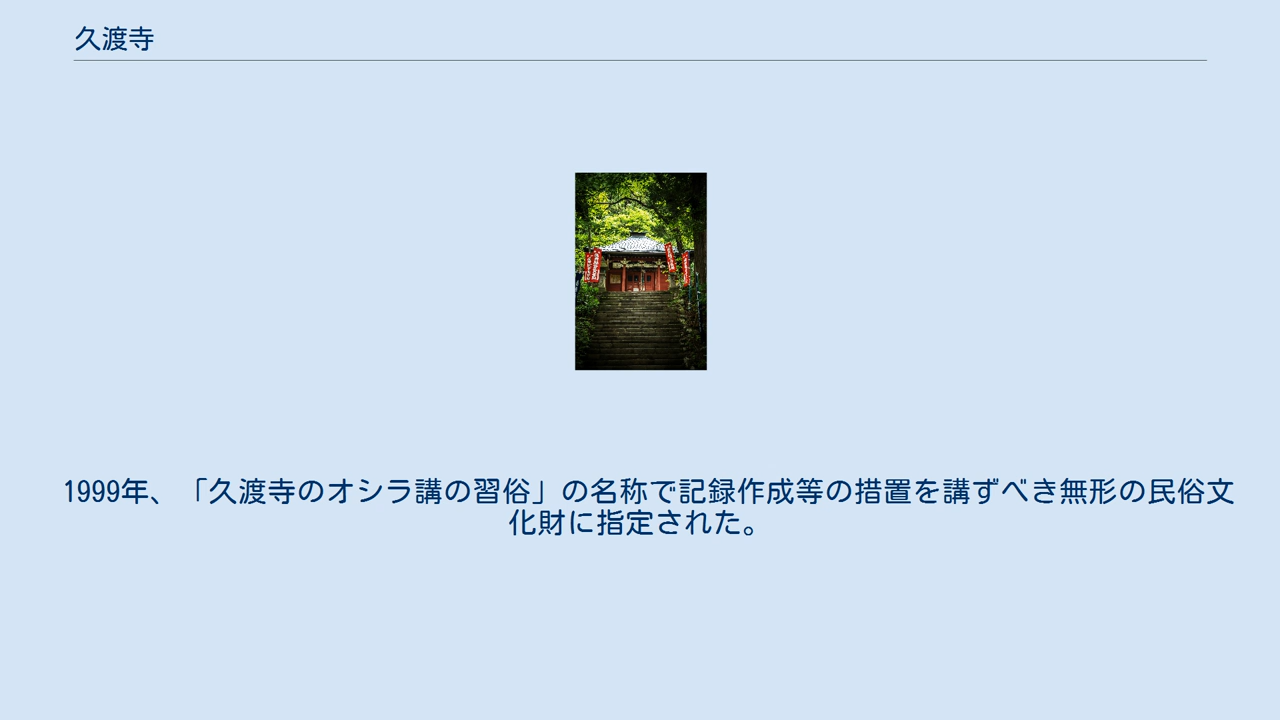 久渡寺
1999年、「久渡寺のオシラ講の習俗」の名称で記録作成等の措置を講ずべき無形の民俗文
化財に指定された。